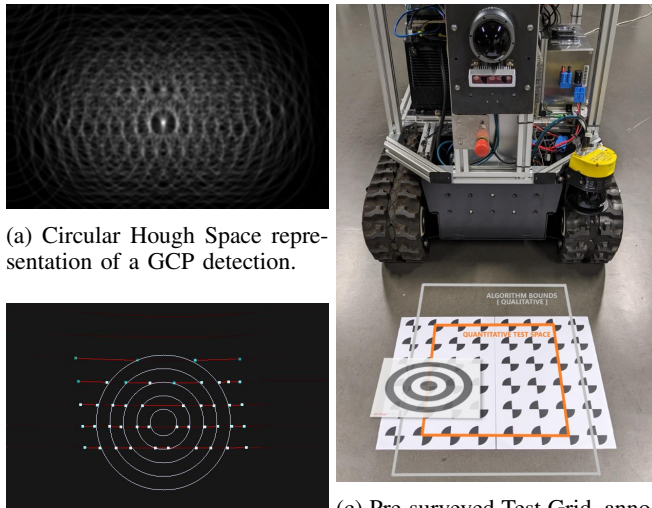 (a) Circular Hough Space repre-
sentation of a GCP detection.
ALGORITHM BOUNDS
[ QUALITATIVE ]
QUANTITATIVE TEST SPACE
(c) Pre-surveyed Test Grid, anno-